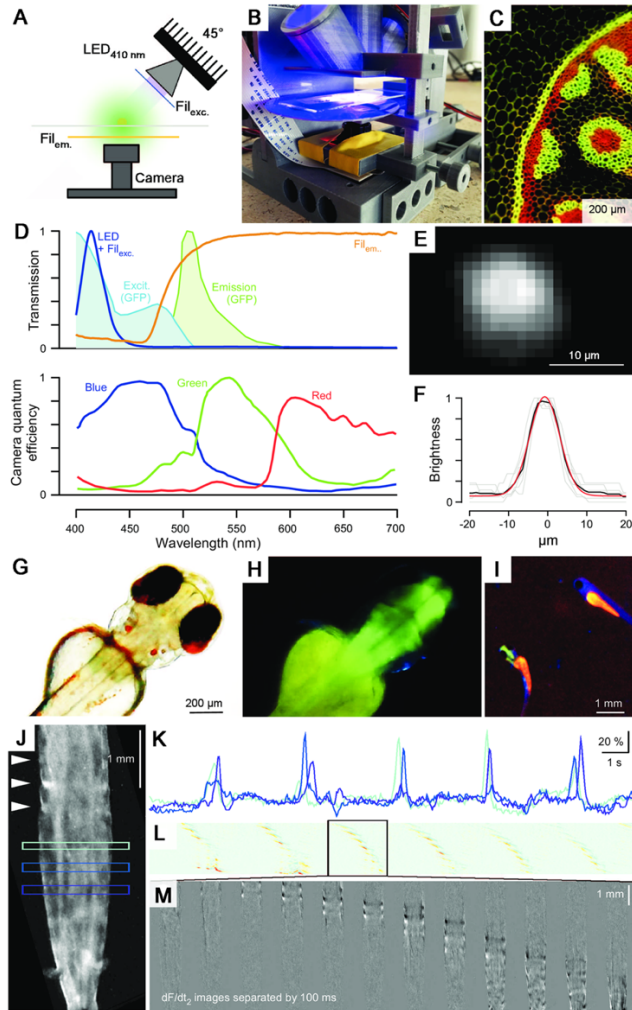 A
LED410 nm
45°
Filexc.
Filem.
Camera
B
C
200 µm
D
Transmission
1
0
LED
+ Filexc.
Excit.
(GFP)
Emission
(GFP)
Filem..
E
10 µm
Camera quantum
efficiency
1
0
Blue
Green
Red
400
450
500
550
600
650
700
Wavelength (nm)
F
Brightness
1
0
-20
-10
0
10
20
µm
G
200 µm
H
I
1 mm
J
1 mm
K
20 %
1 s
L
M
1 mm
dF/dt2 images separated by 100 ms